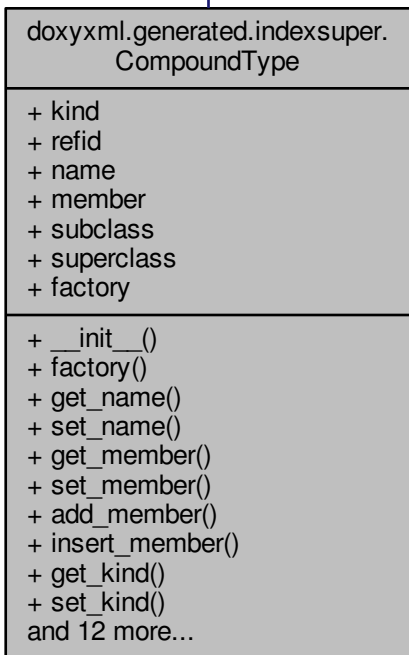 doxyxml.generated.indexsuper.
CompoundType
+ kind
+ refid
+ name
+ member
+ subclass
+ superclass
+ factory
+ __init__()
+ factory()
+ get_name()
+ set_name()
+ get_member()
+ set_member()
+ add_member()
+ insert_member()
+ get_kind()
+ set_kind()
and 12 more...